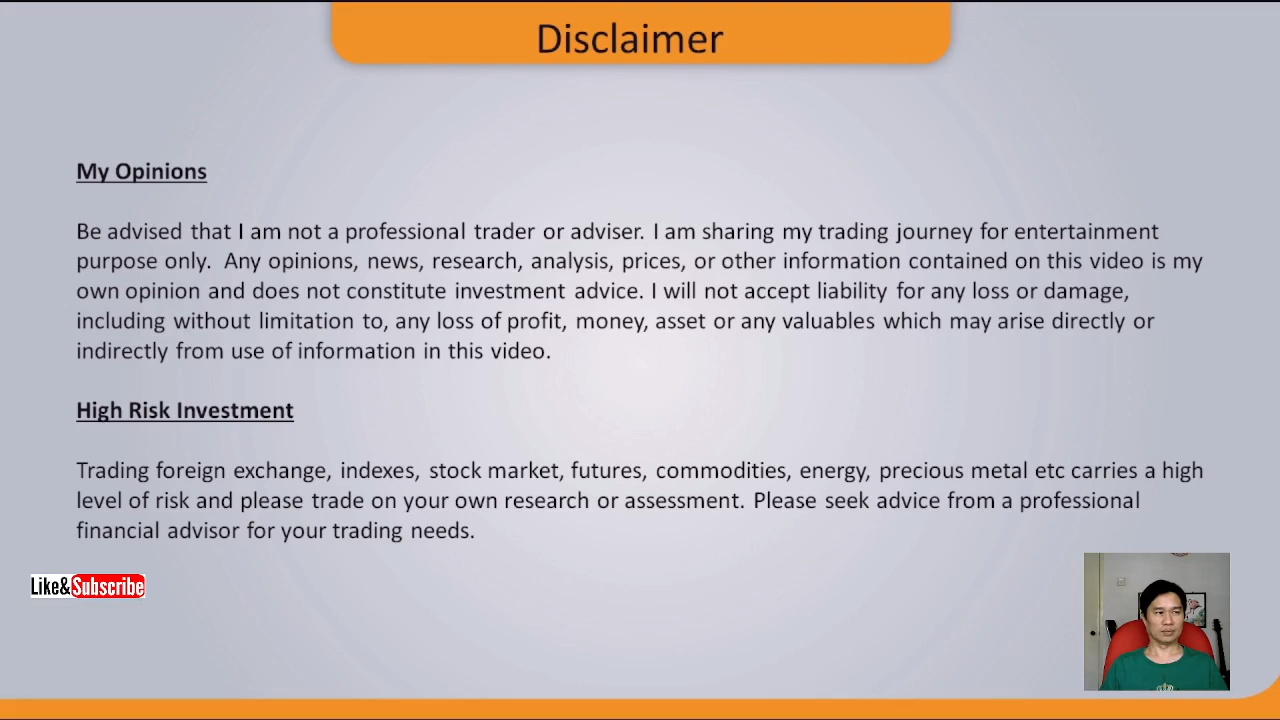 Disclaimer
My Opinions
Be advised that I am not a professional trader or adviser. I am sharing my trading journey for entertainment
purpose only.  Any opinions, news, research, analysis, prices, or other information contained on this video is my
own opinion and does not constitute investment advice. I will not accept liability for any loss or damage,
including without limitation to, any loss of profit, money, asset or any valuables which may arise directly or
indirectly from use of information in this video.
High Risk Investment
Trading foreign exchange, indexes, stock market, futures, commodities, energy, precious metal etc carries a high
level of risk and please trade on your own research or assessment. Please seek advice from a professional
financial advisor for your trading needs.
Like&Subscribe